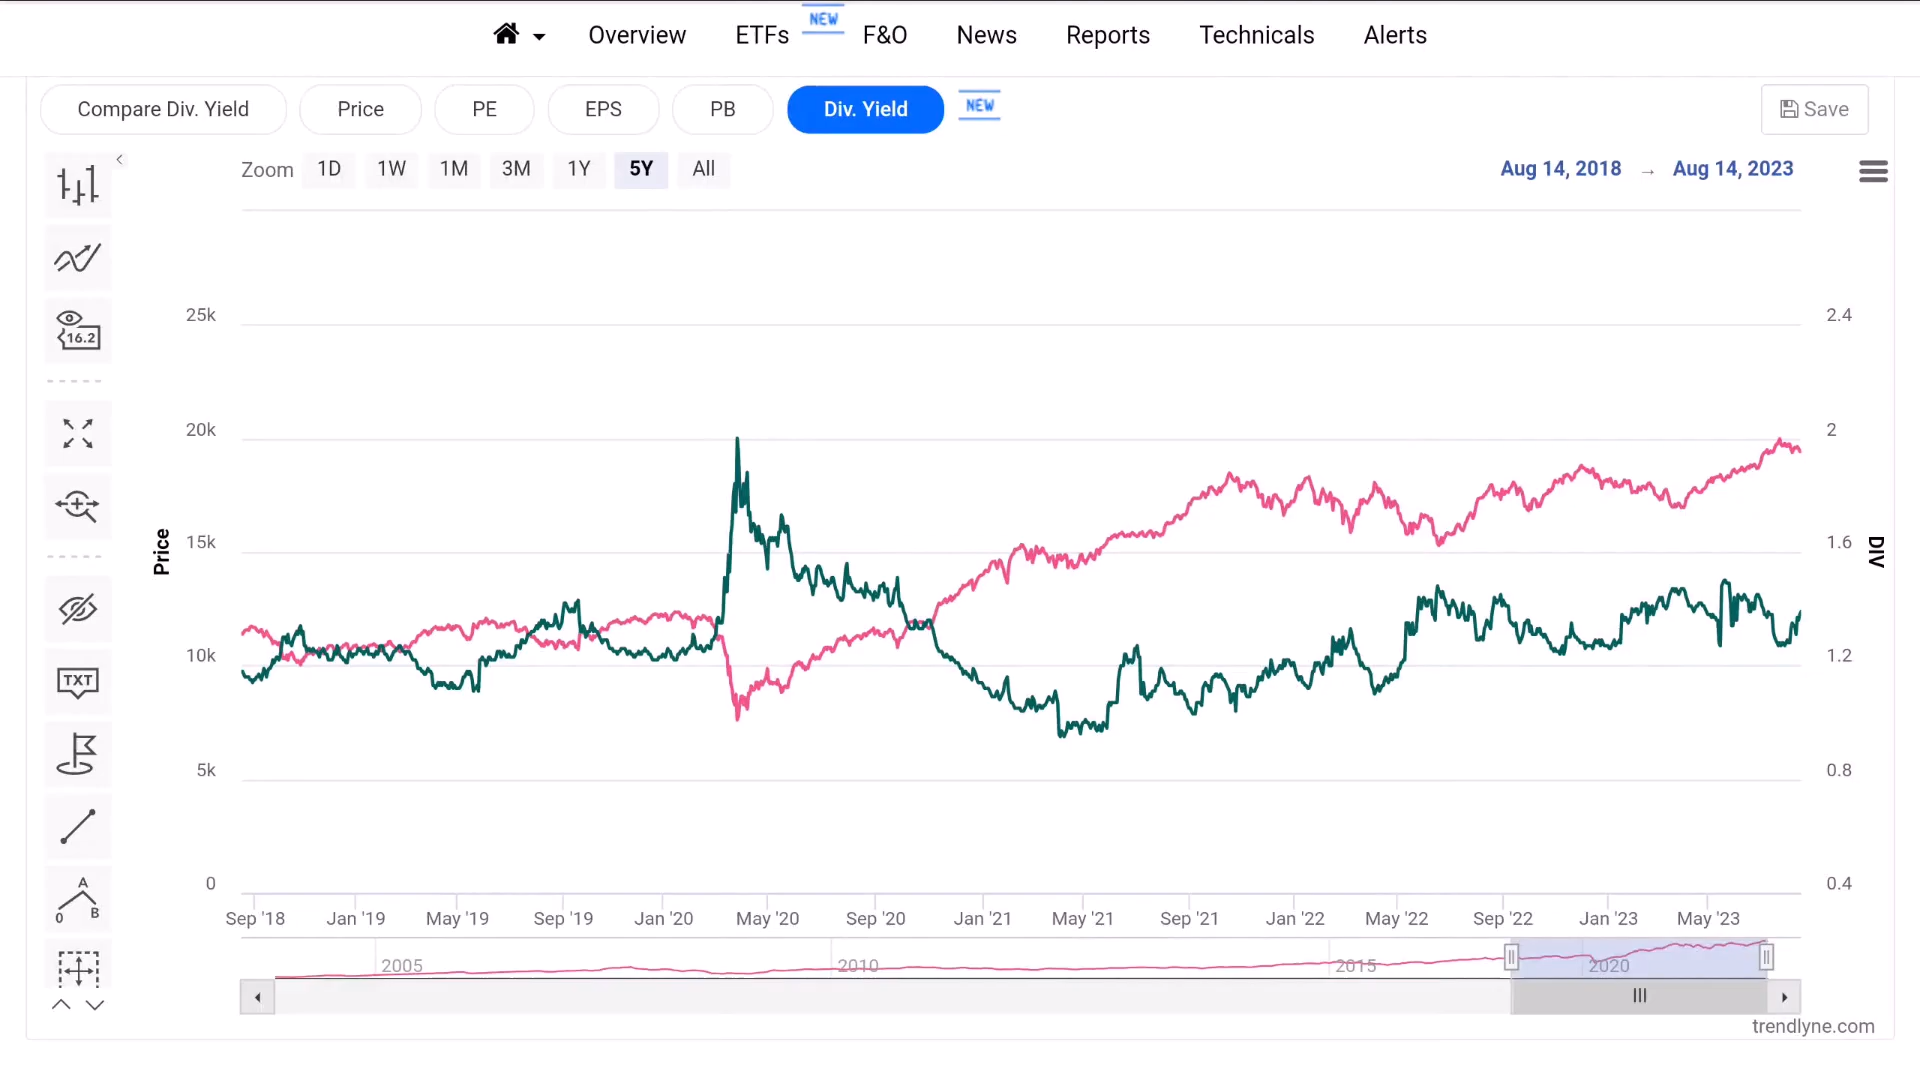 Overview ETFs NEW F&O News Reports Technicals Alerts
Compare Div. Yield Price PE EPS PB Div. Yield NEW Save
Zoom 1D 1W 1M 3M 1Y 5Y All Aug 14, 2018 → Aug 14, 2023
16.2
25k 2.4
20k 2
15k 1.6
Price DIV
10k 1.2
TXT
5k 0.8
0 0.4
A
0 B
Sep '18 Jan '19 May '19 Sep '19 Jan '20 May '20 Sep '20 Jan '21 May '21 Sep '21 Jan '22 May '22 Sep '22 Jan '23 May '23
2005 2010 2015 2020
trendlyne.com